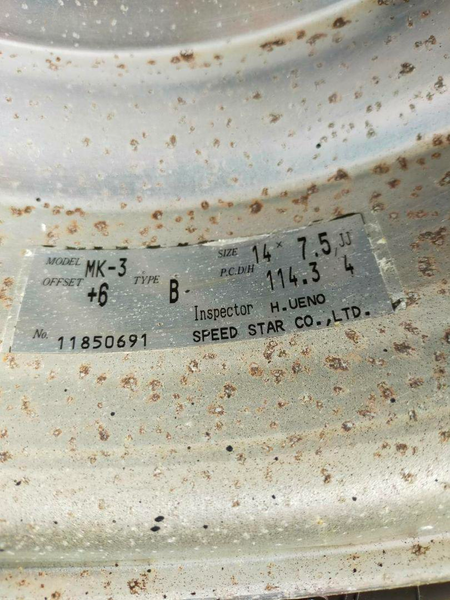 MODEL MK-3 SIZE 14 × 7.5 JJ
OFFSET +6 TYPE B- P.C.D/H 114.3 4
Inspector H.UENO
No. 11850691 SPEED STAR CO.,LTD.